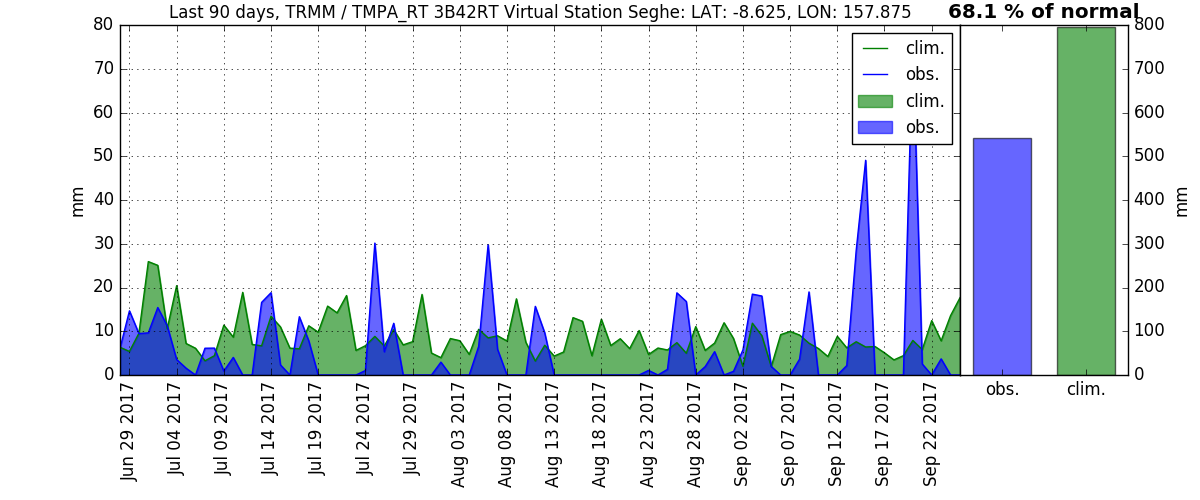 Last 90 days, TRMM / TMPA_RT 3B42RT Virtual Station Seghe: LAT: -8.625, LON: 157.875
68.1 % of normal
80
70
60
50
40
30
20
10
0
mm
clim.
obs.
clim.
obs.
800
700
600
500
400
300
200
100
0
mm
Jun 29 2017
Jul 04 2017
Jul 09 2017
Jul 14 2017
Jul 19 2017
Jul 24 2017
Jul 29 2017
Aug 03 2017
Aug 08 2017
Aug 13 2017
Aug 18 2017
Aug 23 2017
Aug 28 2017
Sep 02 2017
Sep 07 2017
Sep 12 2017
Sep 17 2017
Sep 22 2017
obs.
clim.